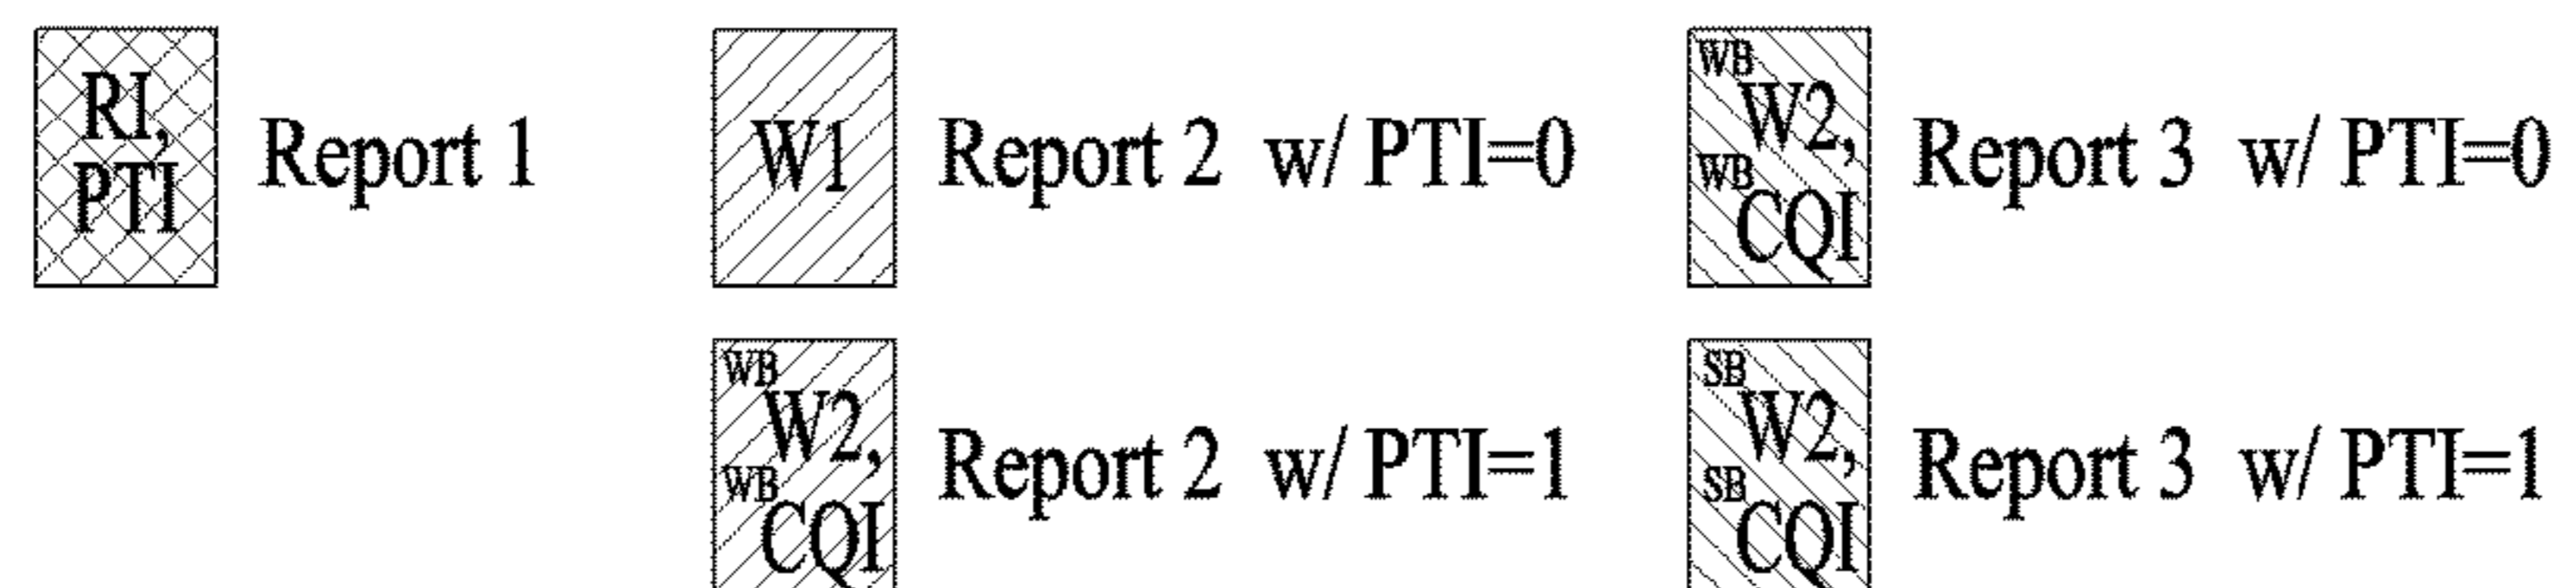 RI,
PTI
Report 1
W1
Report 2 w/ PTI=0
WB
W2,
WB
CQI
Report 3 w/ PTI=0
WB
W2,
WB
CQI
Report 2 w/ PTI=1
SB
W2,
SB
CQI
Report 3 w/ PTI=1